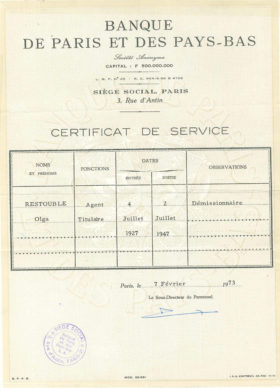 BANQUE
DE PARIS ET DES PAYS-BAS
Société Anonyme
CAPITAL : F 500.000.000
SIÈGE SOCIAL, PARIS
3, Rue d'Antin
CERTIFICAT DE SERVICE
NOMS
ET PRÉNOMS
FONCTIONS
DATES
ENTRÉE
SORTIE
OBSERVATIONS
RESTOUBLE
Olga
Agent
Titulaire
4
Juillet
1927
2
Juillet
1947
Démissionnaire
Paris, le 7 Février 1973
Le Sous-Directeur du Personnel,